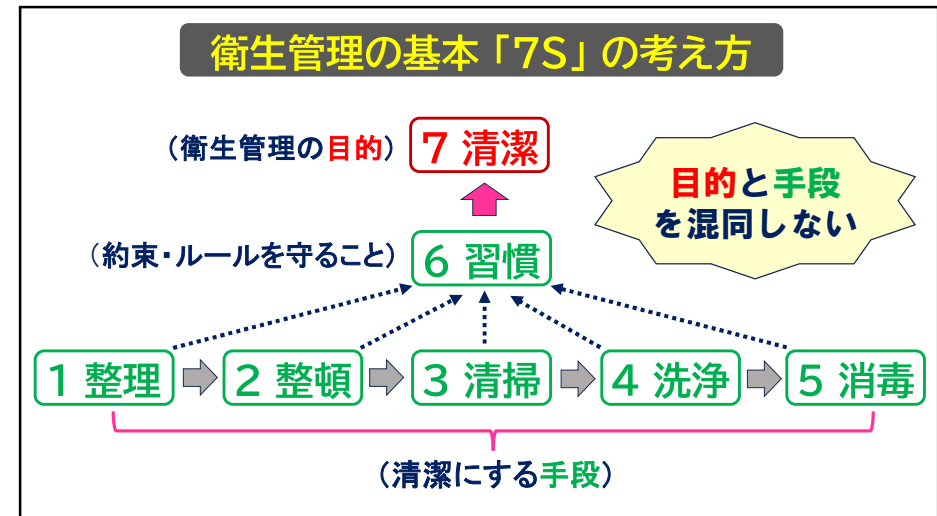 衛生管理の基本「7S」の考え方
(衛生管理の目的)
7 清潔
目的と手段
を混同しない
(約束・ルールを守ること)
6 習慣
1 整理
2 整頓
3 清掃
4 洗浄
5 消毒
(清潔にする手段)